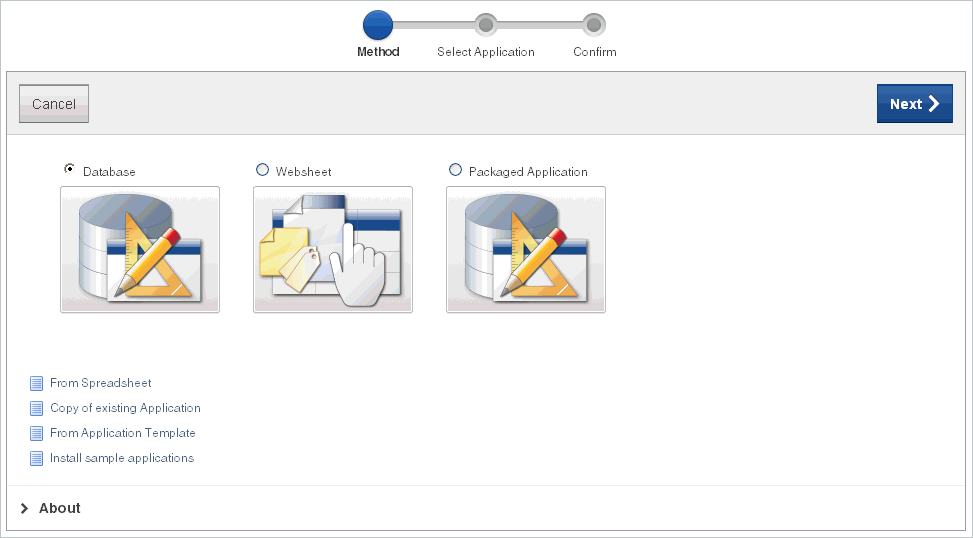 Method Select Application Confirm
Cancel Next
Database Websheet Packaged Application
From Spreadsheet
Copy of existing Application
From Application Template
Install sample applications
About